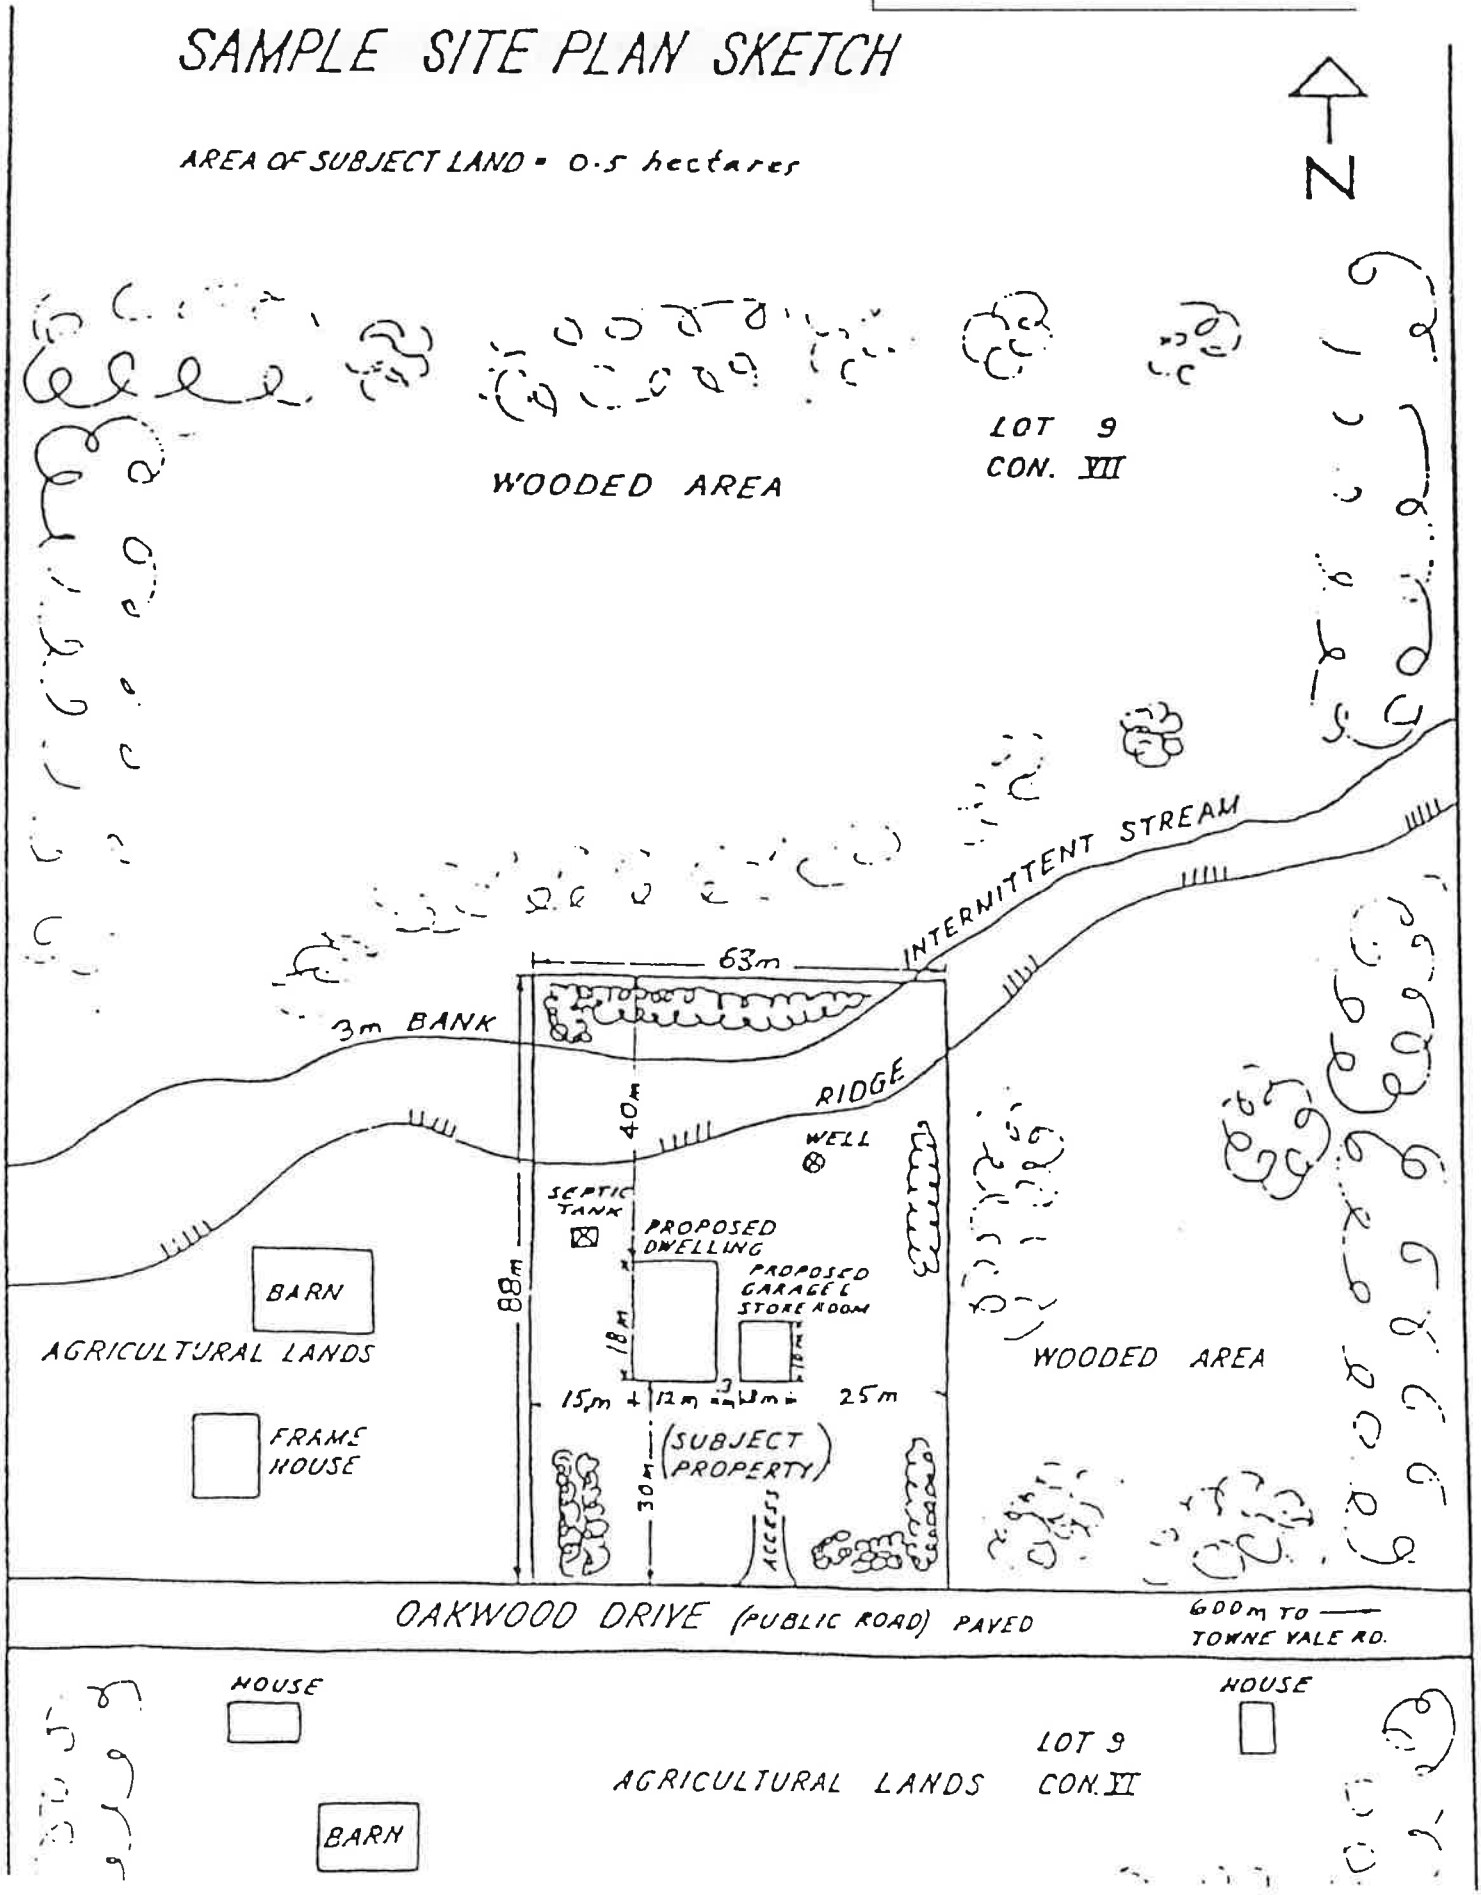 SAMPLE SITE PLAN SKETCH
AREA OF SUBJECT LAND = 0.5 hectares
N
LOT 9
CON. VII
WOODED AREA
INTERMITTENT STREAM
63m
3m BANK
RIDGE
40m
WELL
SEPTIC
TANK
PROPOSED
DWELLING
PROPOSED
GARAGE &
STORE ROOM
88m
BARN
18m
10m
AGRICULTURAL LANDS
WOODED AREA
15m
12m
3m
8m
25m
FRAME
HOUSE
(SUBJECT
PROPERTY)
30m
ACCESS
OAKWOOD DRIVE (PUBLIC ROAD) PAVED
600m TO
TOWNE VALE RD.
HOUSE
HOUSE
LOT 9
AGRICULTURAL LANDS CON. VI
BARN